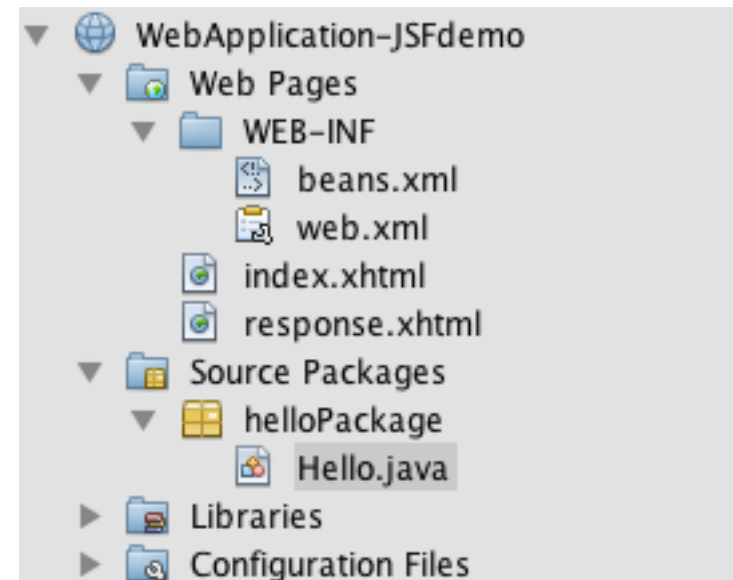 WebApplication-JSFdemo
Web Pages
WEB-INF
beans.xml
web.xml
index.xhtml
response.xhtml
Source Packages
helloPackage
Hello.java
Libraries
Configuration Files